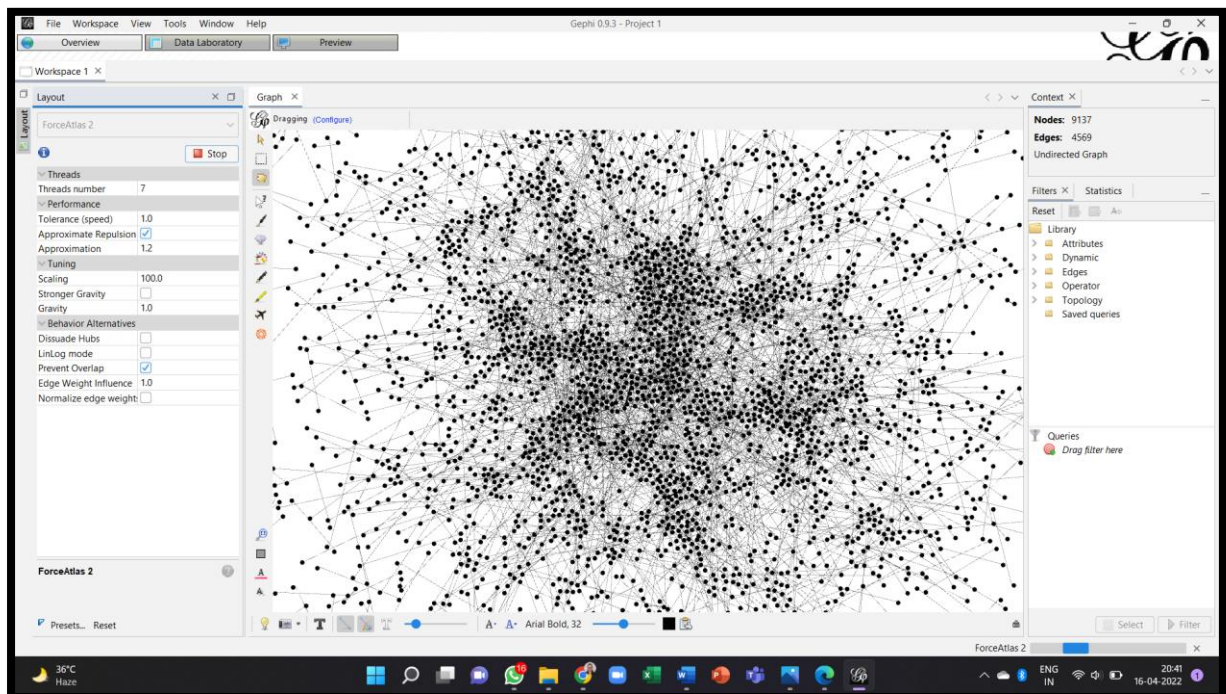 File Workspace View Tools Window Help
Gephi 0.9.3 - Project 1
Overview
Data Laboratory
Preview
Workspace 1
Layout
Layout
ForceAtlas 2
Stop
Threads
Threads number 7
Performance
Tolerance (speed) 1.0
Approximate Repulsion
Approximation 1.2
Tuning
Scaling 100.0
Stronger Gravity
Gravity 1.0
Behavior Alternatives
Dissuade Hubs
LinLog mode
Prevent Overlap
Edge Weight Influence 1.0
Normalize edge weight:
ForceAtlas 2
Presets... Reset
Graph
Dragging (Configure)
A- A- Arial Bold, 32
Context
Nodes: 9137
Edges: 4569
Undirected Graph
Filters Statistics
Reset
Library
Attributes
Dynamic
Edges
Operator
Topology
Saved queries
Queries
Drag filter here
Select Filter
ForceAtlas 2
36°C
Haze
16
ENG
IN
20:41
16-04-2022
1